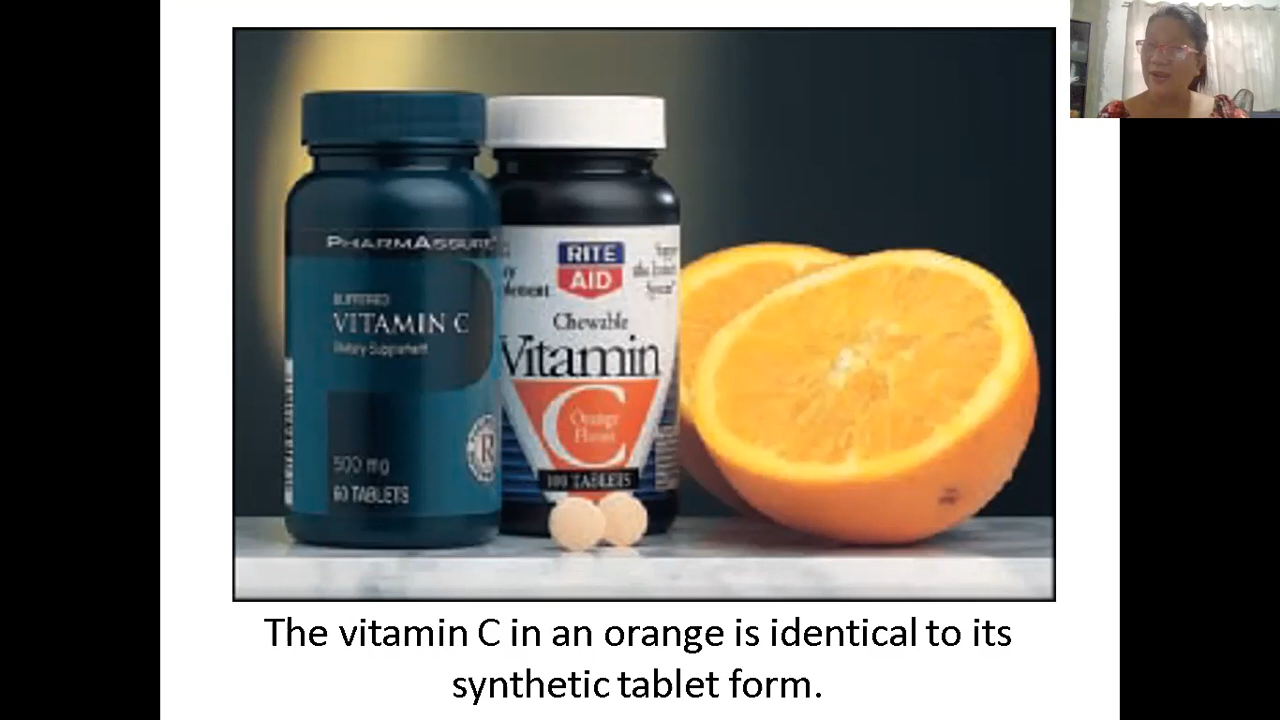 PHARMASSURE
BUFFERED
VITAMIN C
Dietary Supplement
500 mg
60 TABLETS
RITE
AID
Chewable
Vitamin
C
Orange
Flavor
100 TABLETS
The vitamin C in an orange is identical to its
synthetic tablet form.